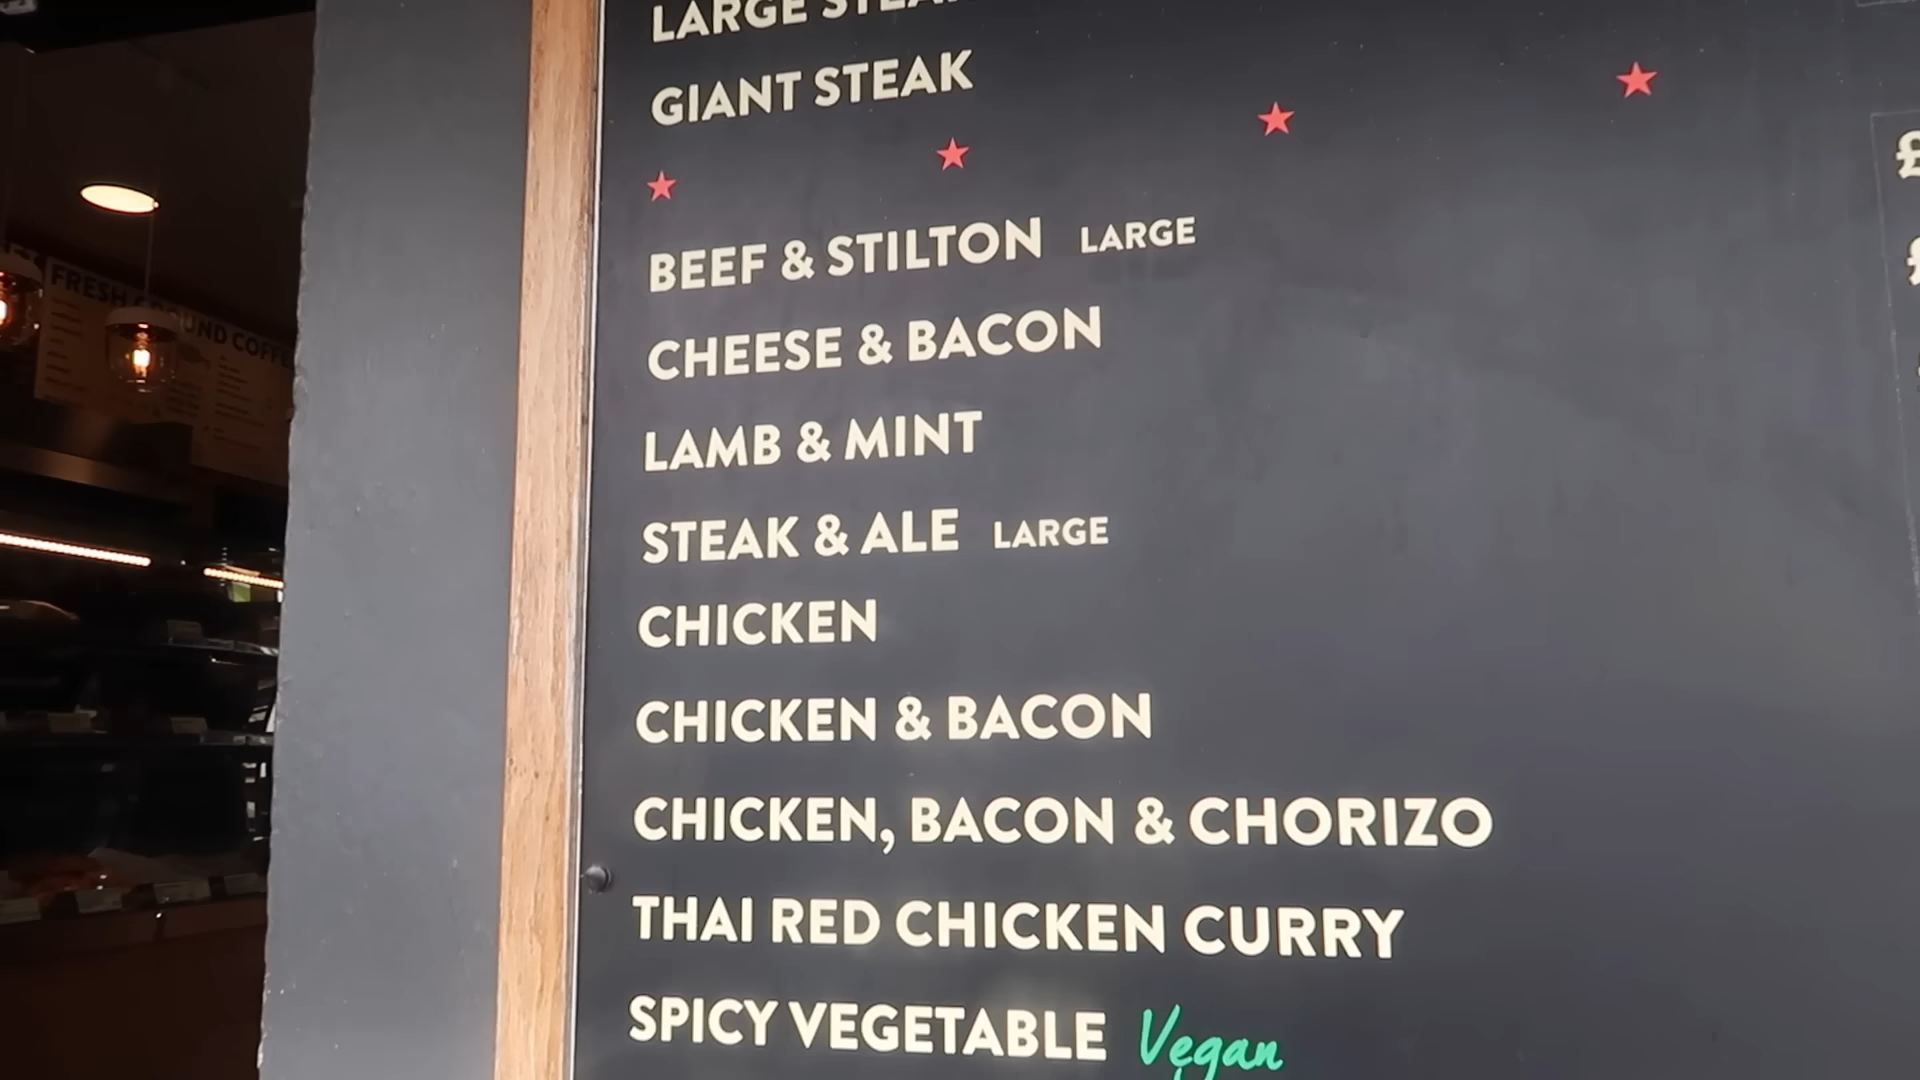 LARGE STEAK
GIANT STEAK
BEEF & STILTON LARGE
CHEESE & BACON
LAMB & MINT
STEAK & ALE LARGE
CHICKEN
CHICKEN & BACON
CHICKEN, BACON & CHORIZO
THAI RED CHICKEN CURRY
SPICY VEGETABLE Vegan
£
£
FRESH GROUND COFFEE